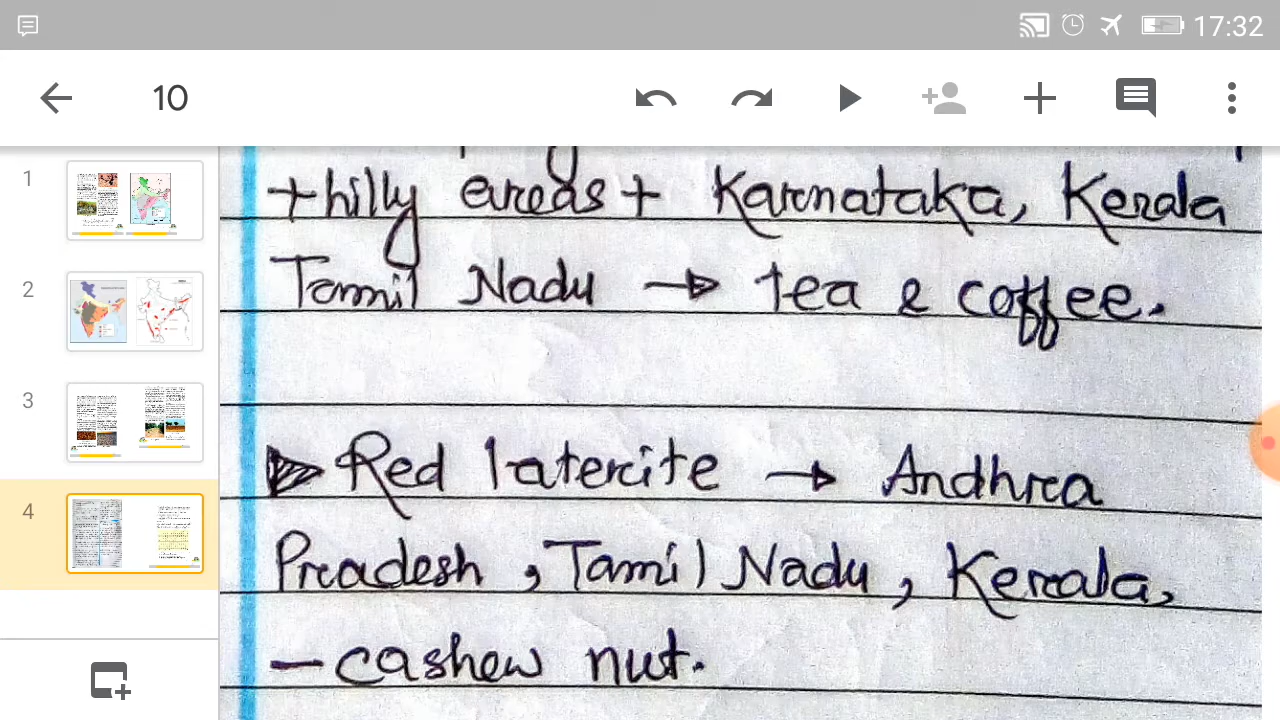 17:32
10
1
2
3
4
+ hilly areas + Karnataka, Kerala
Tamil Nadu → tea & coffee.
Red laterite → Andhra
Pradesh, Tamil Nadu, Kerala,
- cashew nut.